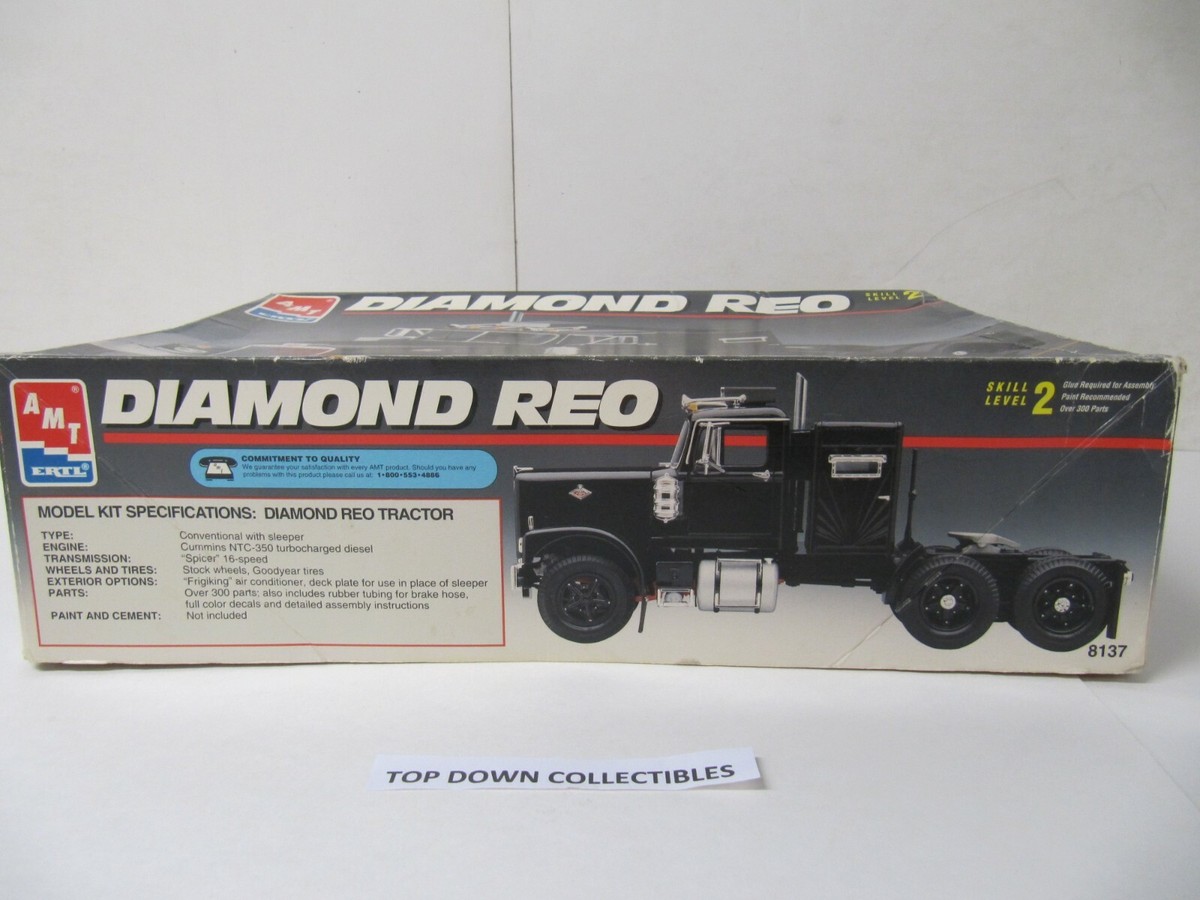 AMT
DIAMOND REO
SKILL LEVEL 2
AMT®
ERTL®
DIAMOND REO
SKILL LEVEL 2
Glue Required for Assembly
Paint Recommended
Over 300 Parts
COMMITMENT TO QUALITY
We guarantee your satisfaction with every AMT product. Should you have any
problems with this product please call us at: 1•800•553•4886
MODEL KIT SPECIFICATIONS: DIAMOND REO TRACTOR
TYPE: Conventional with sleeper
ENGINE: Cummins NTC-350 turbocharged diesel
TRANSMISSION: "Spicer" 16-speed
WHEELS AND TIRES: Stock wheels, Goodyear tires
EXTERIOR OPTIONS: "Frigiking" air conditioner, deck plate for use in place of sleeper
PARTS: Over 300 parts; also includes rubber tubing for brake hose,
full color decals and detailed assembly instructions
PAINT AND CEMENT: Not included
8137
TOP DOWN COLLECTIBLES